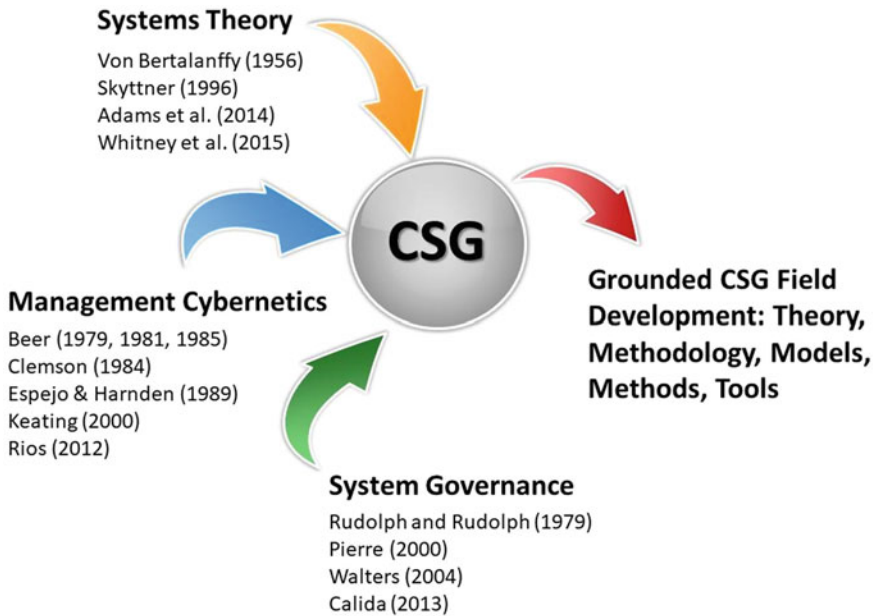 Systems Theory
Von Bertalanffy (1956)
Skyttner (1996)
Adams et al. (2014)
Whitney et al. (2015)
CSG
Management Cybernetics
Beer (1979, 1981, 1985)
Clemson (1984)
Espejo & Harnden (1989)
Keating (2000)
Rios (2012)
Grounded CSG Field
Development: Theory,
Methodology, Models,
Methods, Tools
System Governance
Rudolph and Rudolph (1979)
Pierre (2000)
Walters (2004)
Calida (2013)